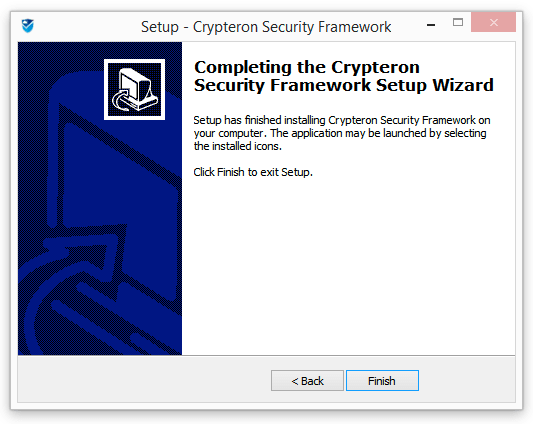 Setup - Crypteron Security Framework
Completing the Crypteron
Security Framework Setup Wizard
Setup has finished installing Crypteron Security Framework on
your computer. The application may be launched by selecting
the installed icons.
Click Finish to exit Setup.
< Back
Finish